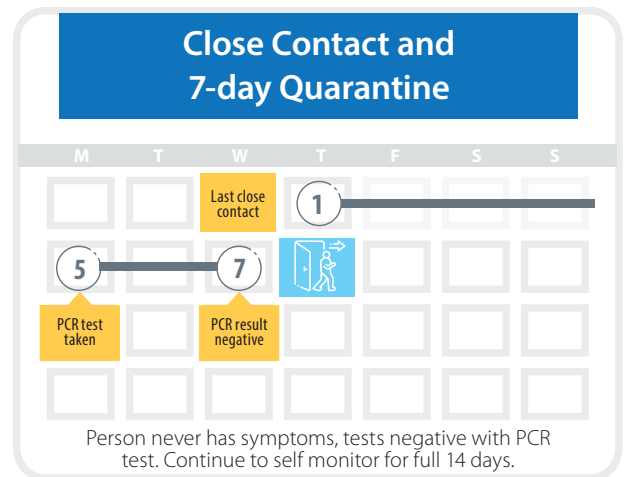 Close Contact and
7-day Quarantine
M T W T F S S
Last close
contact
1
5
7
PCR test
taken
PCR result
negative
Person never has symptoms, tests negative with PCR
test. Continue to self monitor for full 14 days.